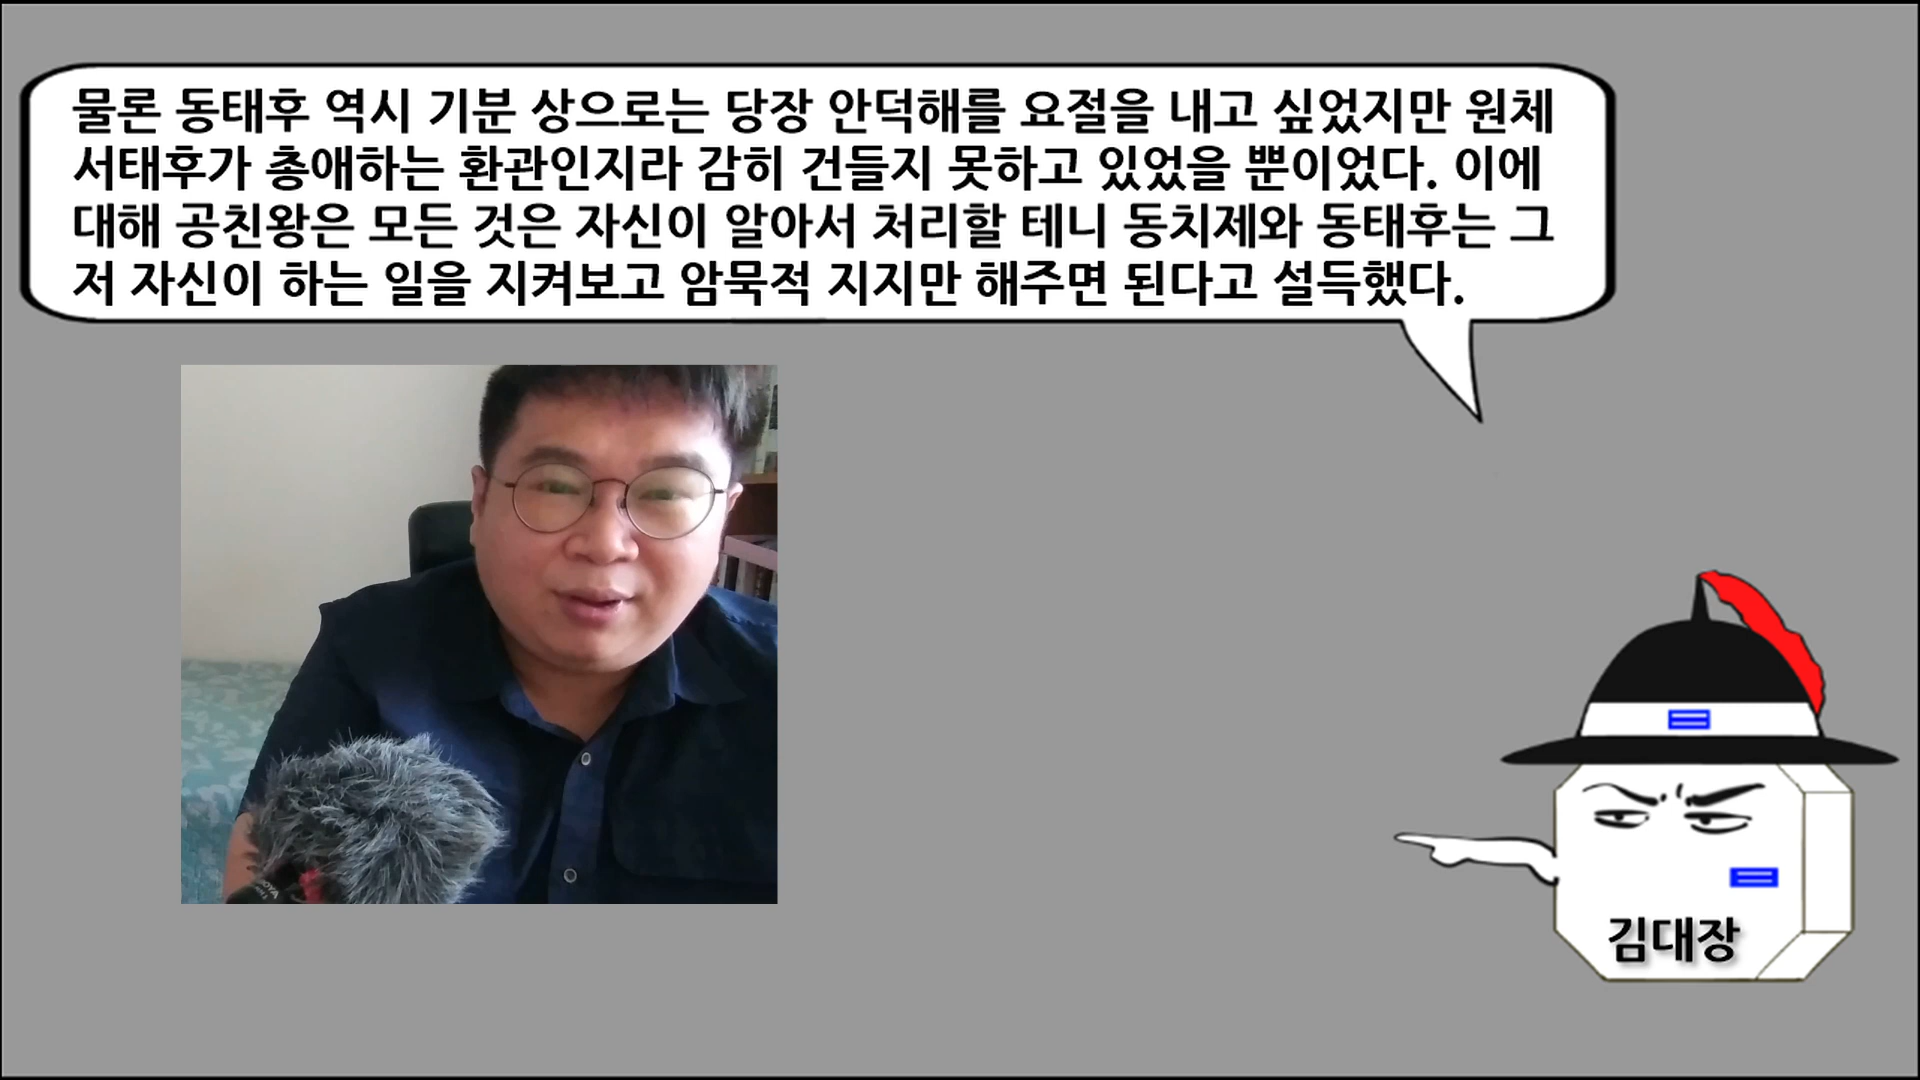 물론 동태후 역시 기분 상으로는 당장 안덕해를 요절을 내고 싶었지만 원체
서태후가 총애하는 환관인지라 감히 건들지 못하고 있었을 뿐이었다. 이에
대해 공친왕은 모든 것은 자신이 알아서 처리할 테니 동치제와 동태후는 그
저 자신이 하는 일을 지켜보고 암묵적 지지만 해주면 된다고 설득했다.
김대장